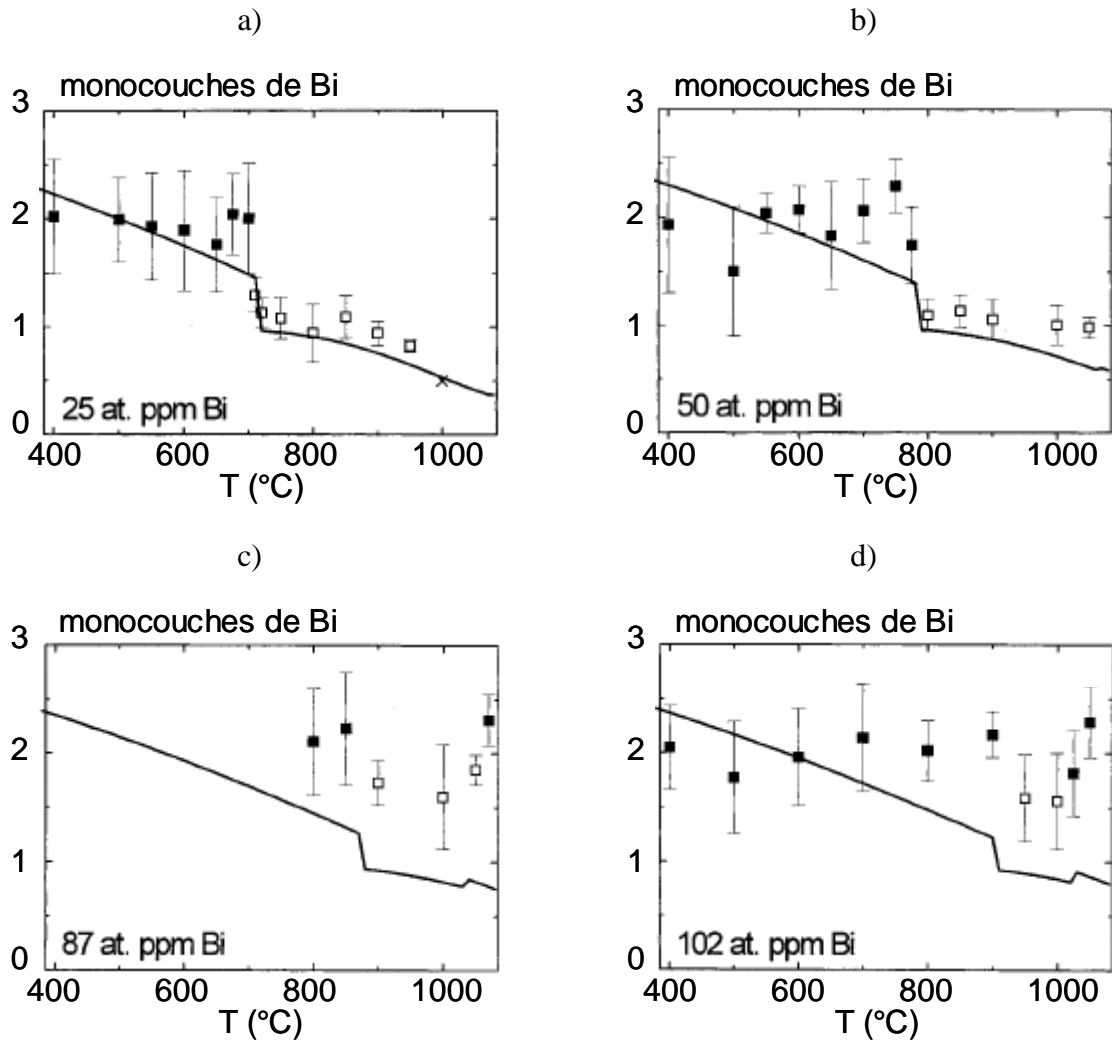 a)
monocouches de Bi
3
2
1
0
25 at. ppm Bi
400 600 800 1000
T (°C)
b)
monocouches de Bi
3
2
1
0
50 at. ppm Bi
400 600 800 1000
T (°C)
c)
monocouches de Bi
3
2
1
0
87 at. ppm Bi
400 600 800 1000
T (°C)
d)
monocouches de Bi
3
2
1
0
102 at. ppm Bi
400 600 800 1000
T (°C)